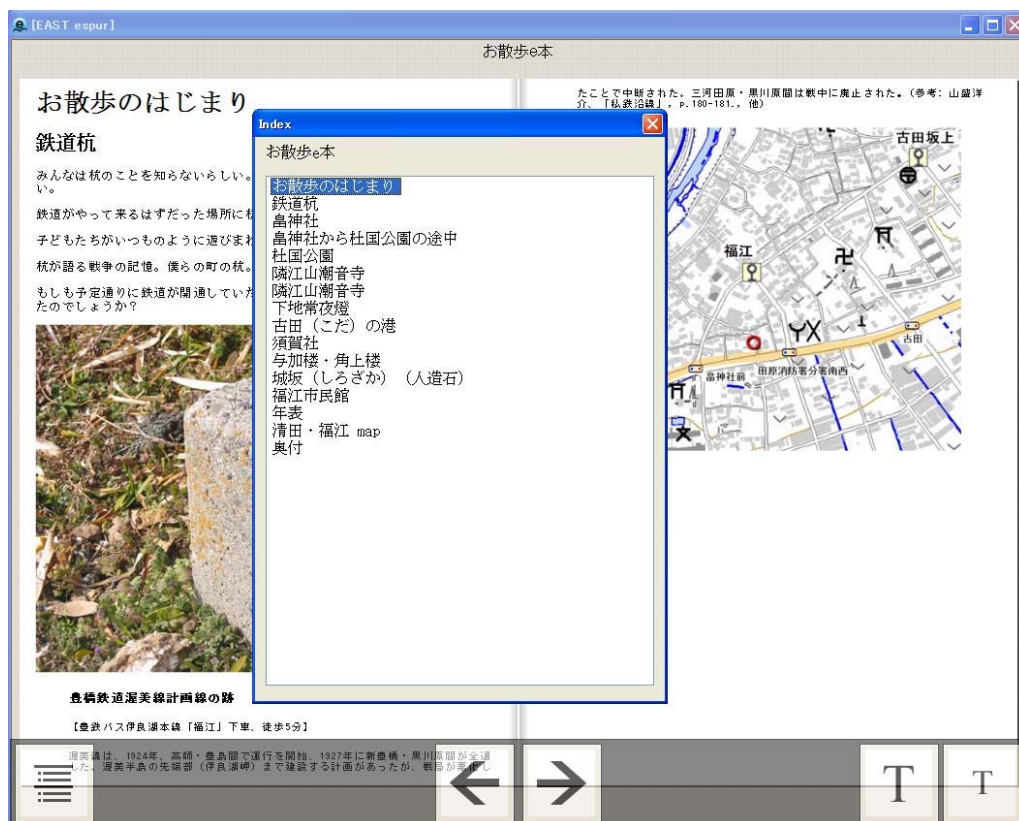 [EAST espur]
お散歩e本
お散歩のはじまり
鉄道杭
みんなは杭のことを知らないらしい。
い。
鉄道がやって来るはずだった場所に
子どもたちがいつものように遊びまわ
杭が語る戦争の記憶。僕らの町の杭。
もしも予定通りに鉄道が開通していた
たのでしょうか?
豊橋鉄道渥美線計画線の跡
【豊鉄バス伊良湖本線「福江」下車、徒歩5分】
渥美線は、1924年、高師・豊島間で運行を開始、1927年に新豊橋・黒川原間が全通
した。渥美半島の先端部(伊良湖岬)まで建設する計画があったが、戦局が悪化し
Index
お散歩e本
お散歩のはじまり
鉄道杭
畠神社
畠神社から杜国公園の途中
杜国公園
隣江山潮音寺
隣江山潮音寺
下地常夜燈
古田(こだ)の港
須賀社
与加楼・角上楼
城坂(しろざか) (人造石)
福江市民館
年表
清田・福江 map
奥付
たことで中断された。三河田原・黒川原間は戦中に廃止された。(参考: 山盛洋
介、「私鉄沿線」, p.180-181., 他)
古田坂上
福江
古田
畠神社前
田原消防署分署南西
T
T